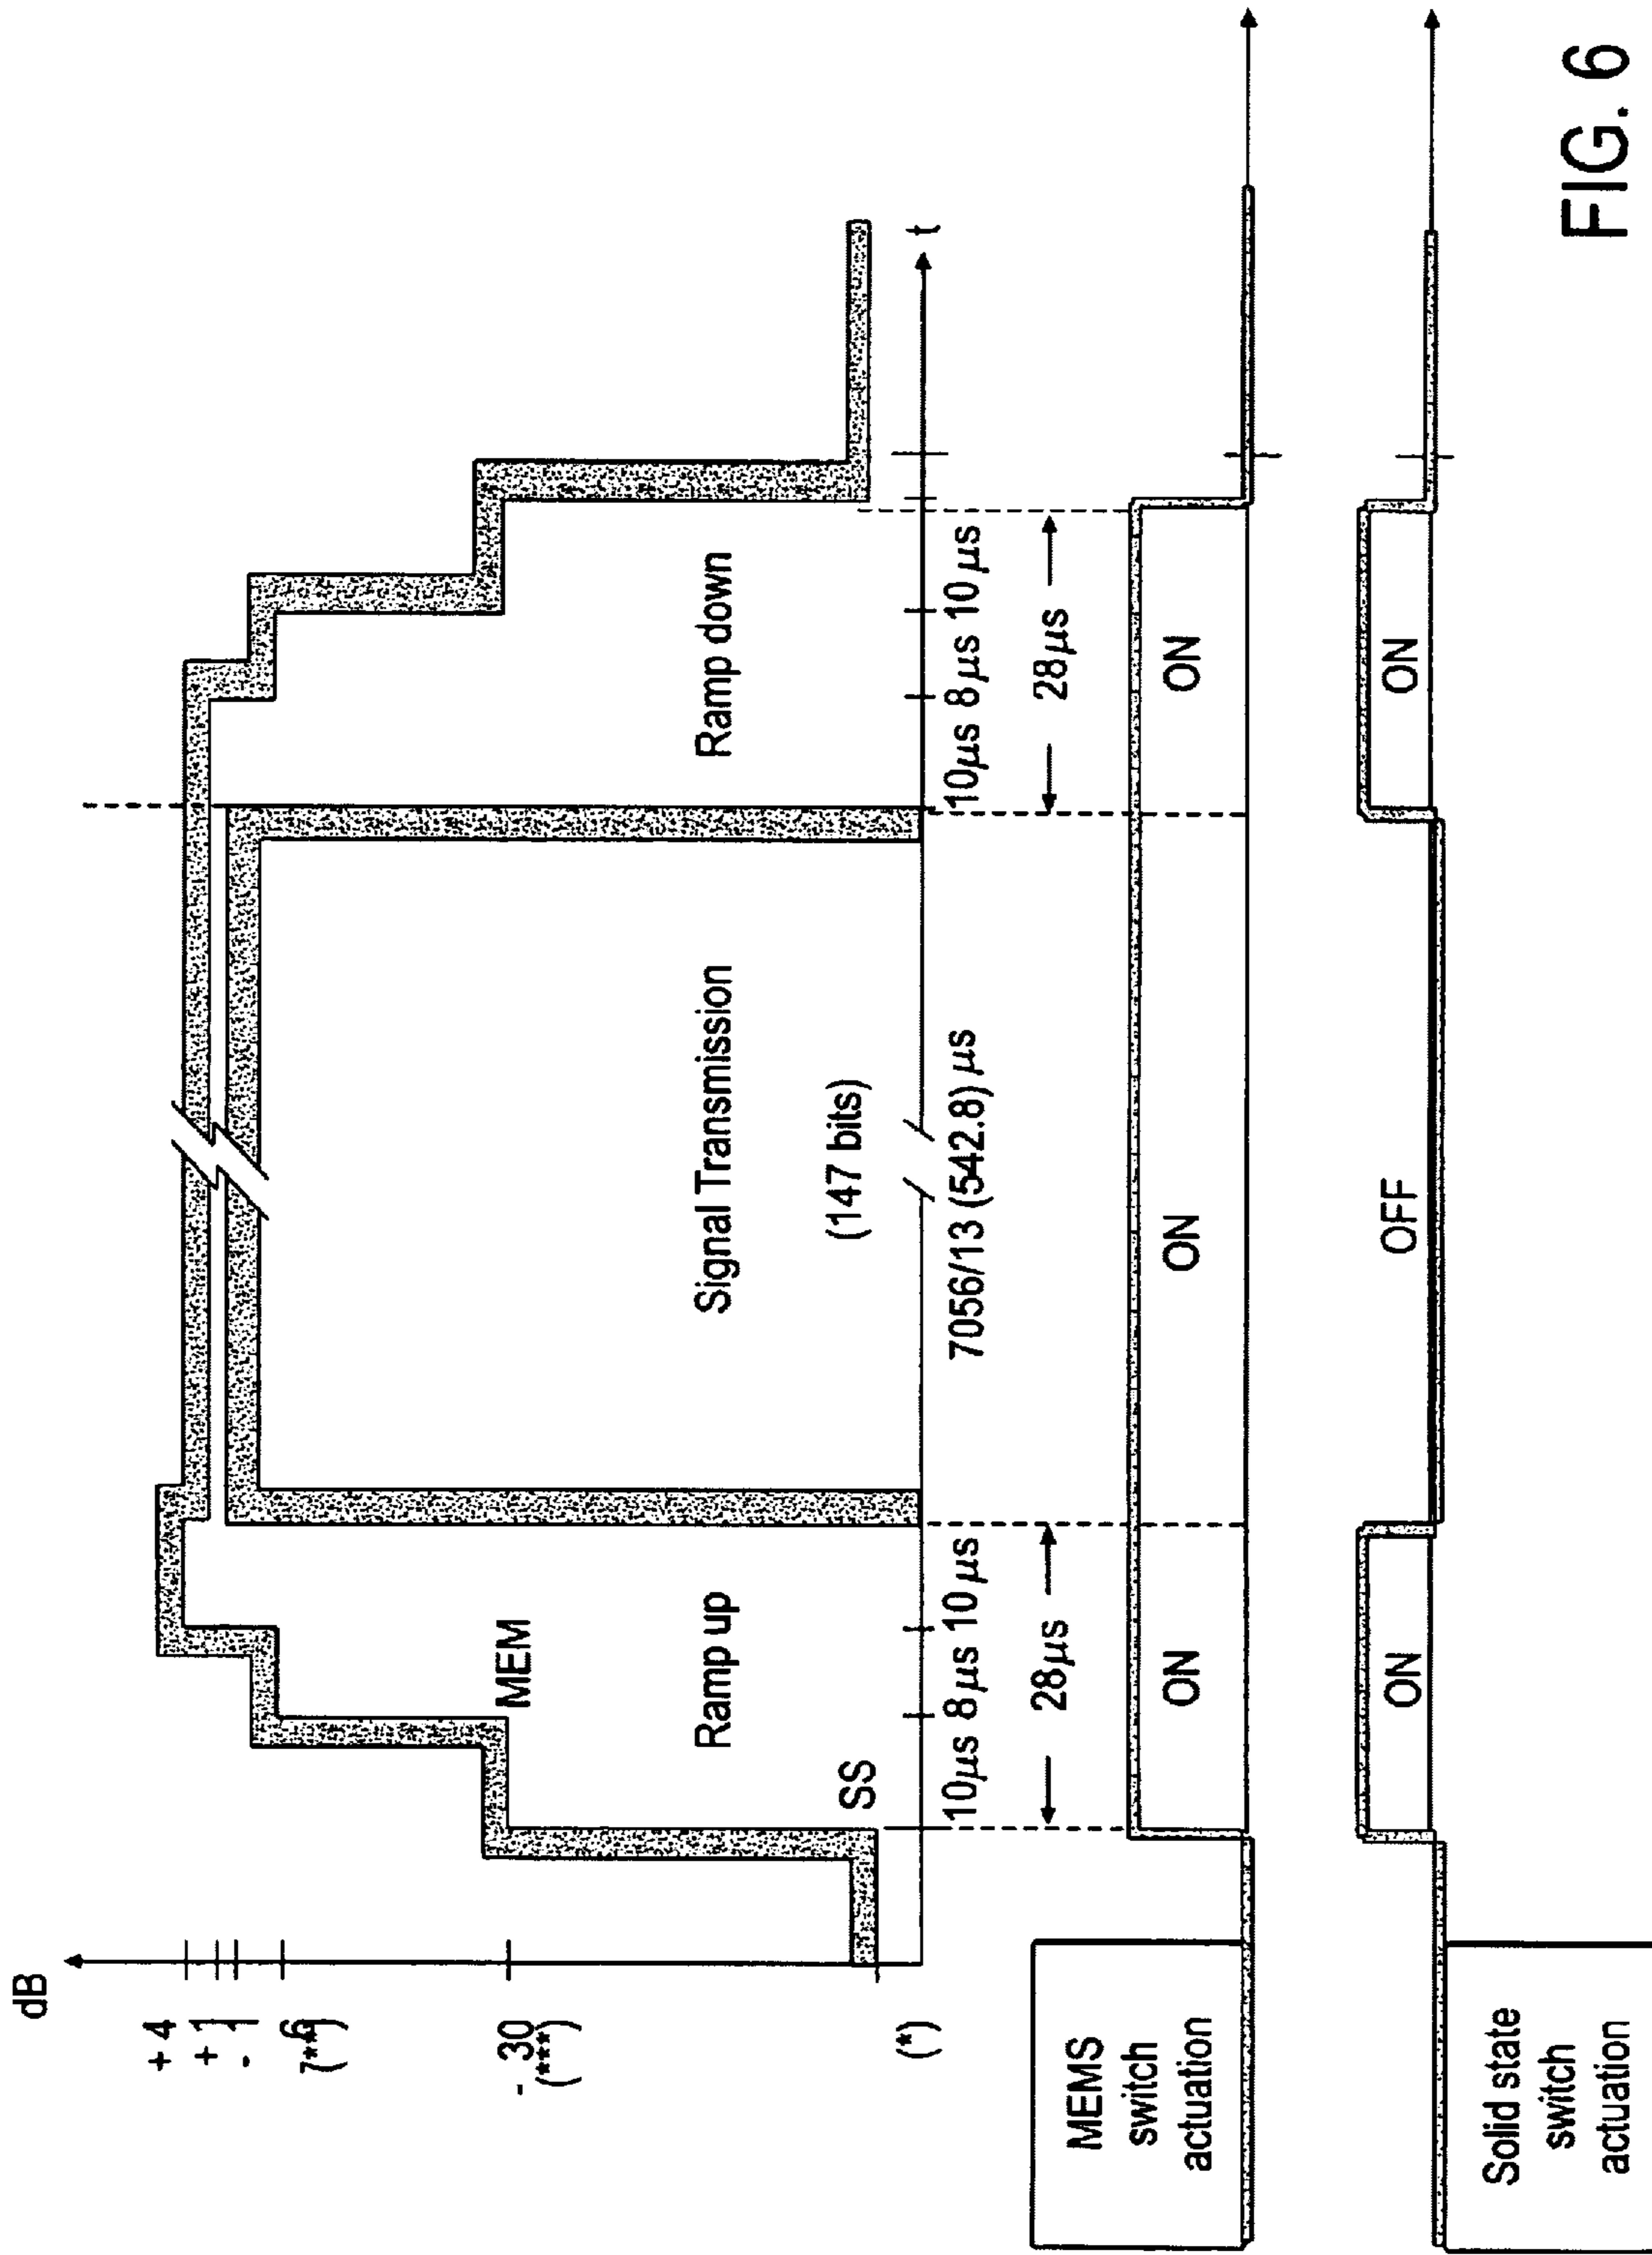 dB
+ 4
+ 1
- 1
- 6
7(**)
- 30
(***)
(*)
MEM
SS
Ramp up
Signal Transmission
Ramp down
(147 bits)
t
10μs 8μs 10μs
7056/13 (542.8) μs
10μs 8μs 10μs
28μs
28μs
MEMS
switch
actuation
ON
ON
ON
Solid state
switch
actuation
ON
OFF
ON
FIG. 6